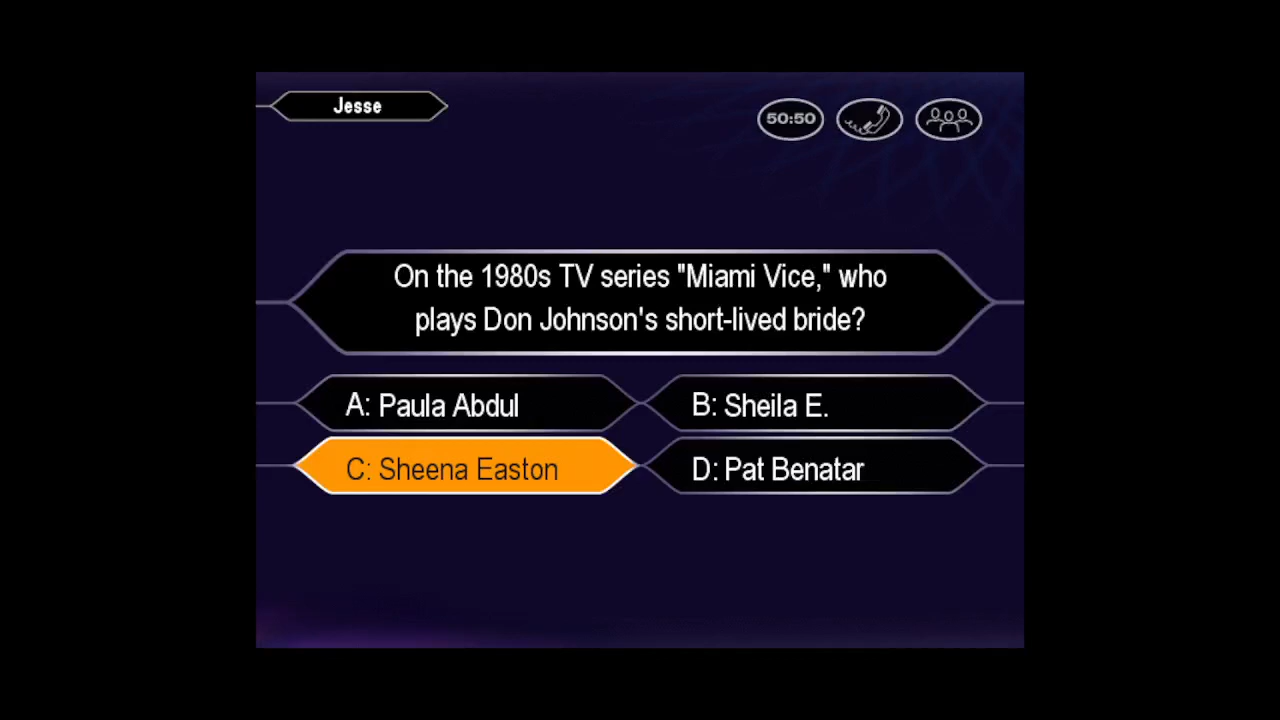 Jesse
50:50
On the 1980s TV series "Miami Vice," who
plays Don Johnson's short-lived bride?
A: Paula Abdul
B: Sheila E.
C: Sheena Easton
D: Pat Benatar